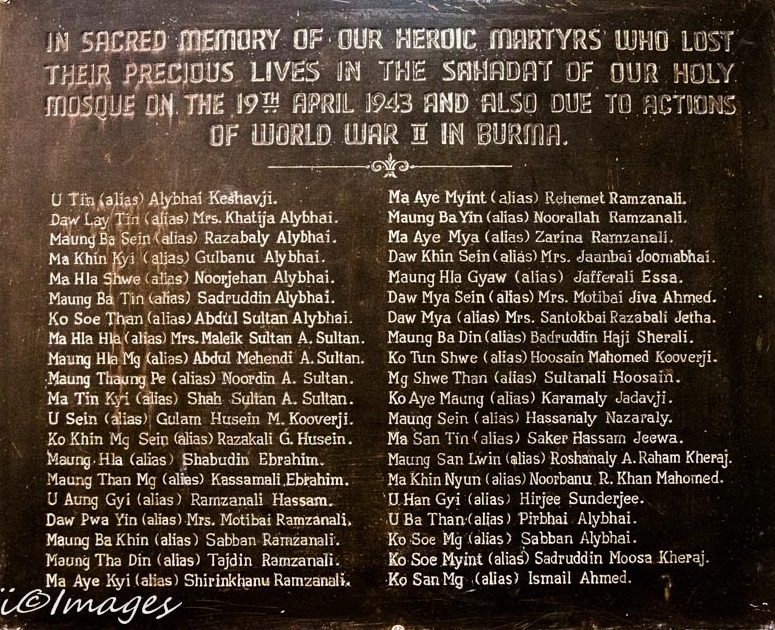 IN SACRED MEMORY OF OUR HEROIC MARTYRS WHO LOST
THEIR PRECIOUS LIVES IN THE SAHADAT OF OUR HOLY
MOSQUE ON THE 19TH APRIL 1943 AND ALSO DUE TO ACTIONS
OF WORLD WAR II IN BURMA.
U Tin (alias) Alybhai Keshavji.
Daw Lay Tin (alias) Mrs. Khatija Alybhai.
Maung Ba Sein (alias) Razabaly Alybhai.
Ma Khin Kyi (alias) Gulbanu Alybhai.
Ma Hla Shwe (alias) Noorjehan Alybhai.
Maung Ba Tin (alias) Sadruddin Alybhai.
Ko Soe Than (alias) Abdul Sultan Alybhai.
Ma Hla Hla (alias) Mrs. Maleik Sultan A. Sultan.
Maung Hla Mg (alias) Abdul Mehendi A. Sultan.
Maung Thaung Pe (alias) Noordin A. Sultan.
Ma Tin Kyi (alias) Shah Sultan A. Sultan.
U Sein (alias) Gulam Husein M. Kooverji.
Ko Khin Mg Sein (alias) Razakali G. Husein.
Maung Hla (alias) Shabudin Ebrahim.
Maung Than Mg (alias) Kassamali Ebrahim.
U Aung Gyi (alias) Ramzanali Hassam.
Daw Pwa Yin (alias) Mrs. Motibai Ramzanali.
Maung Ba Khin (alias) Sabban Ramzanali.
Maung Tha Din (alias) Tajdin Ramzanali.
Ma Aye Kyi (alias) Shirinkhanu Ramzanali.
Ma Aye Myint (alias) Rehemet Ramzanali.
Maung Ba Yin (alias) Noorallah Ramzanali.
Ma Aye Mya (alias) Zarina Ramzanali.
Daw Khin Sein (alias) Mrs. Jaanbai Joomabhai.
Maung Hla Gyaw (alias) Jafferali Essa.
Daw Mya Sein (alias) Mrs. Motibai Jiva Ahmed.
Daw Mya (alias) Mrs. Santokbai Razabali Jetha.
Maung Ba Din (alias) Badruddin Haji Sherali.
Ko Tun Shwe (alias) Hoosain Mahomed Kooverji.
Mg Shwe Than (alias) Sultanali Hoosain.
Ko Aye Maung (alias) Karamaly Jadavji.
Maung Sein (alias) Hassanaly Nazaraly.
Ma San Tin (alias) Saker Hassam Jeewa.
Maung San Lwin (alias) Roshanaly A. Raham Kheraj.
Ma Khin Nyun (alias) Noorbanu R. Khan Mahomed.
U Han Gyi (alias) Hirjee Sunderjee.
U Ba Than (alias) Pirbhai Alybhai.
Ko Soe Mg (alias) Sabban Alybhai.
Ko Soe Myint (alias) Sadruddin Moosa Kheraj.
Ko San Mg (alias) Ismail Ahmed.
ii©Images